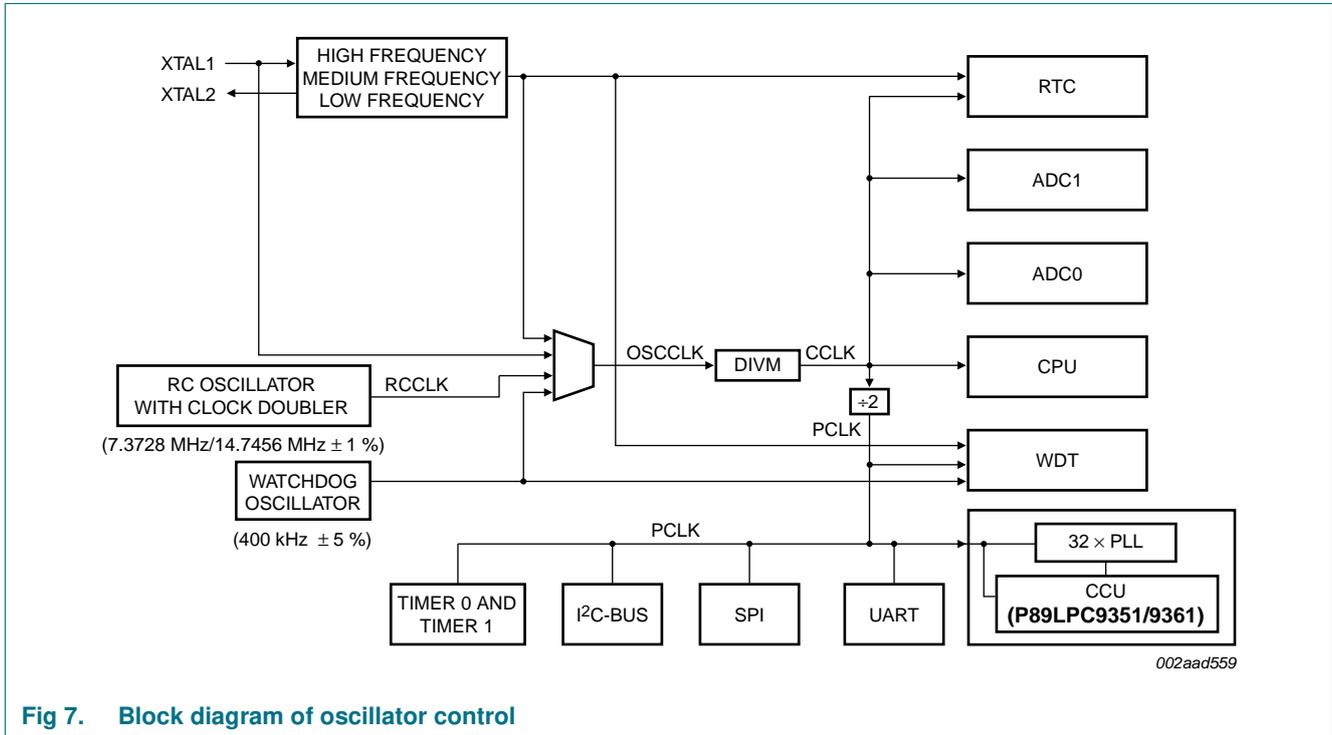 XTAL1
XTAL2
HIGH FREQUENCY
MEDIUM FREQUENCY
LOW FREQUENCY
RTC
ADC1
ADC0
OSCCLK
DIVM
CCLK
CPU
RC OSCILLATOR
WITH CLOCK DOUBLER
RCCLK
(7.3728 MHz/14.7456 MHz ± 1 %)
÷2
PCLK
WDT
WATCHDOG
OSCILLATOR
(400 kHz ± 5 %)
PCLK
32 × PLL
CCU
(P89LPC9351/9361)
TIMER 0 AND
TIMER 1
I²C-BUS
SPI
UART
002aad559
Fig 7. Block diagram of oscillator control